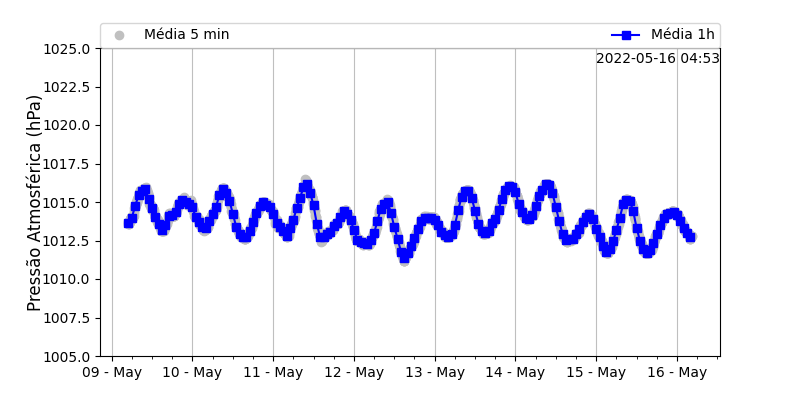 Média 5 min
Média 1h
2022-05-16 04:53
Pressão Atmosférica (hPa)
1025.0
1022.5
1020.0
1017.5
1015.0
1012.5
1010.0
1007.5
1005.0
09 - May
10 - May
11 - May
12 - May
13 - May
14 - May
15 - May
16 - May